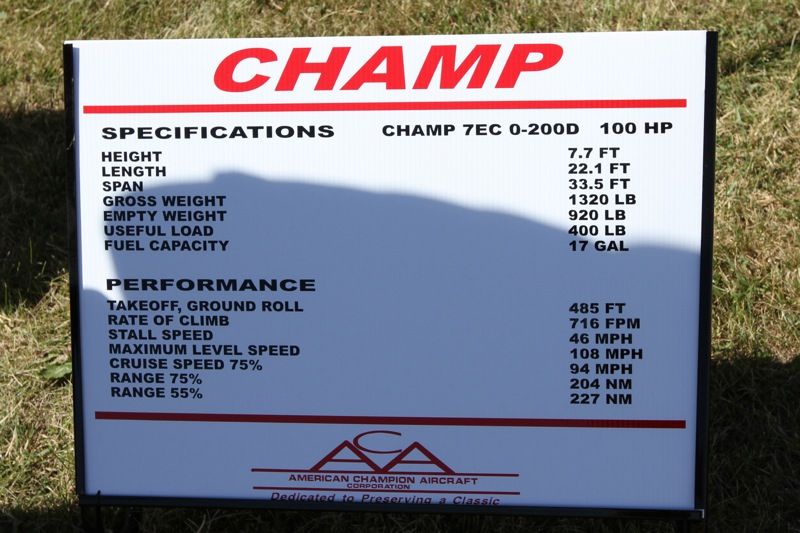 CHAMP
SPECIFICATIONS CHAMP 7EC 0-200D 100 HP
HEIGHT 7.7 FT
LENGTH 22.1 FT
SPAN 33.5 FT
GROSS WEIGHT 1320 LB
EMPTY WEIGHT 920 LB
USEFUL LOAD 400 LB
FUEL CAPACITY 17 GAL
PERFORMANCE
TAKEOFF, GROUND ROLL 485 FT
RATE OF CLIMB 716 FPM
STALL SPEED 46 MPH
MAXIMUM LEVEL SPEED 108 MPH
CRUISE SPEED 75% 94 MPH
RANGE 75% 204 NM
RANGE 55% 227 NM
ACA
AMERICAN CHAMPION AIRCRAFT
CORPORATION
Dedicated to Preserving a Classic